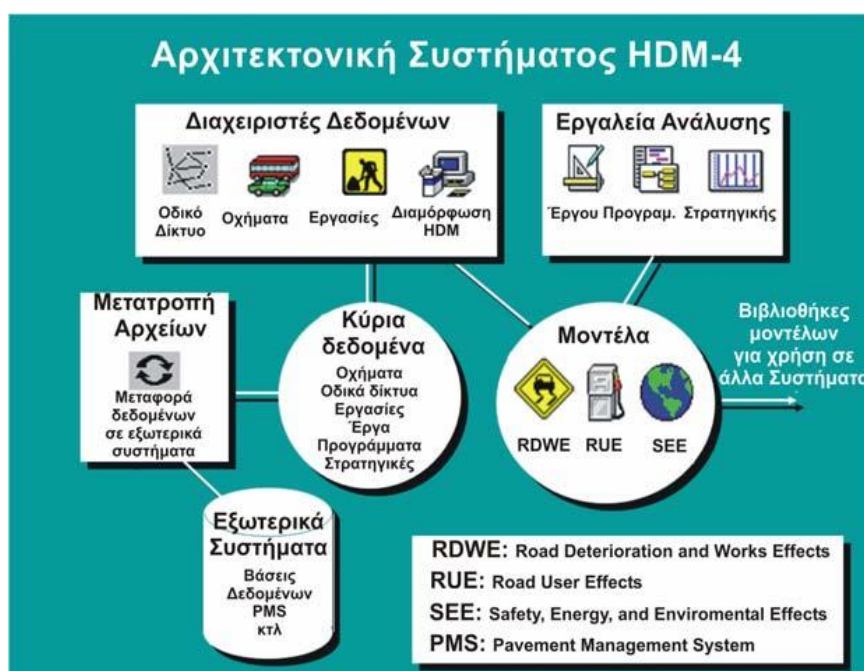 Αρχιτεκτονική Συστήματος HDM-4
Διαχειριστές Δεδομένων
Οδικό
Δίκτυο
Οχήματα
Εργασίες
Διαμόρφωση
HDM
Εργαλεία Ανάλυσης
Έργου Προγραμ. Στρατηγικής
Μετατροπή
Αρχείων
Μεταφορά
δεδομένων
σε εξωτερικά
συστήματα
Κύρια
δεδομένα
Οχήματα
Οδικά δίκτυα
Εργασίες
Έργα
Προγράμματα
Στρατηγικές
Μοντέλα
RDWE RUE SEE
Βιβλιοθήκες
μοντέλων
για χρήση σε
άλλα Συστήματα
Εξωτερικά
Συστήματα
Βάσεις
Δεδομένων
PMS
κτλ
RDWE: Road Deterioration and Works Effects
RUE: Road User Effects
SEE: Safety, Energy, and Enviromental Effects
PMS: Pavement Management System